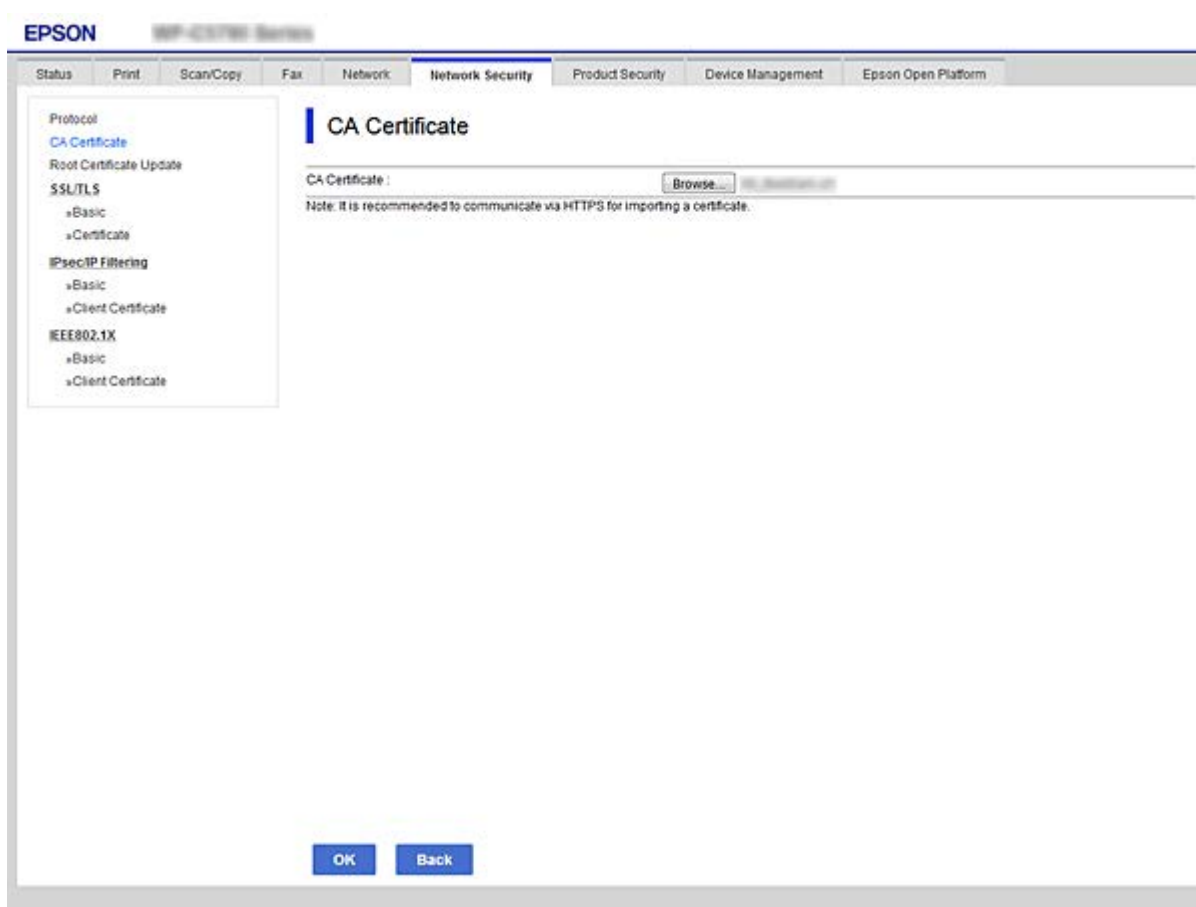 EPSON
Status Print Scan/Copy Fax Network Network Security Product Security Device Management Epson Open Platform
Protocol
CA Certificate
Root Certificate Update
SSL/TLS
»Basic
»Certificate
IPsec/IP Filtering
»Basic
»Client Certificate
IEEE802.1X
»Basic
»Client Certificate
CA Certificate
CA Certificate : Browse...
Note: It is recommended to communicate via HTTPS for importing a certificate.
OK Back